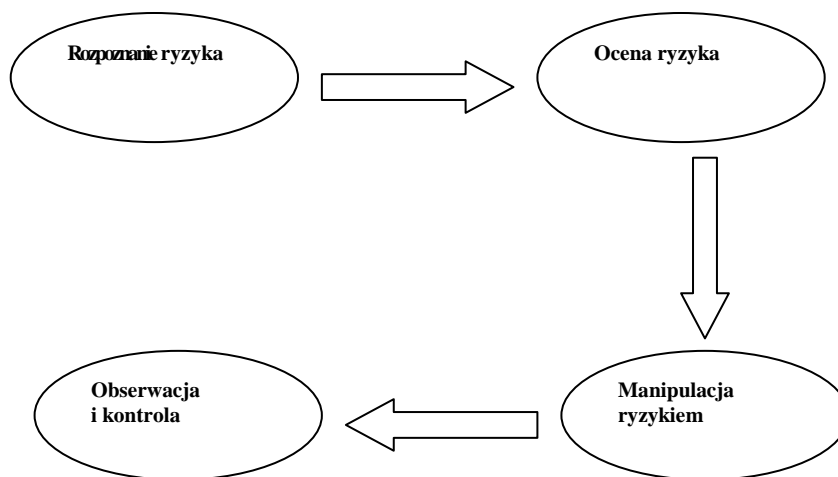 Rozpoznanie ryzyka
Ocena ryzyka
Manipulacja
ryzykiem
Obserwacja
i kontrola